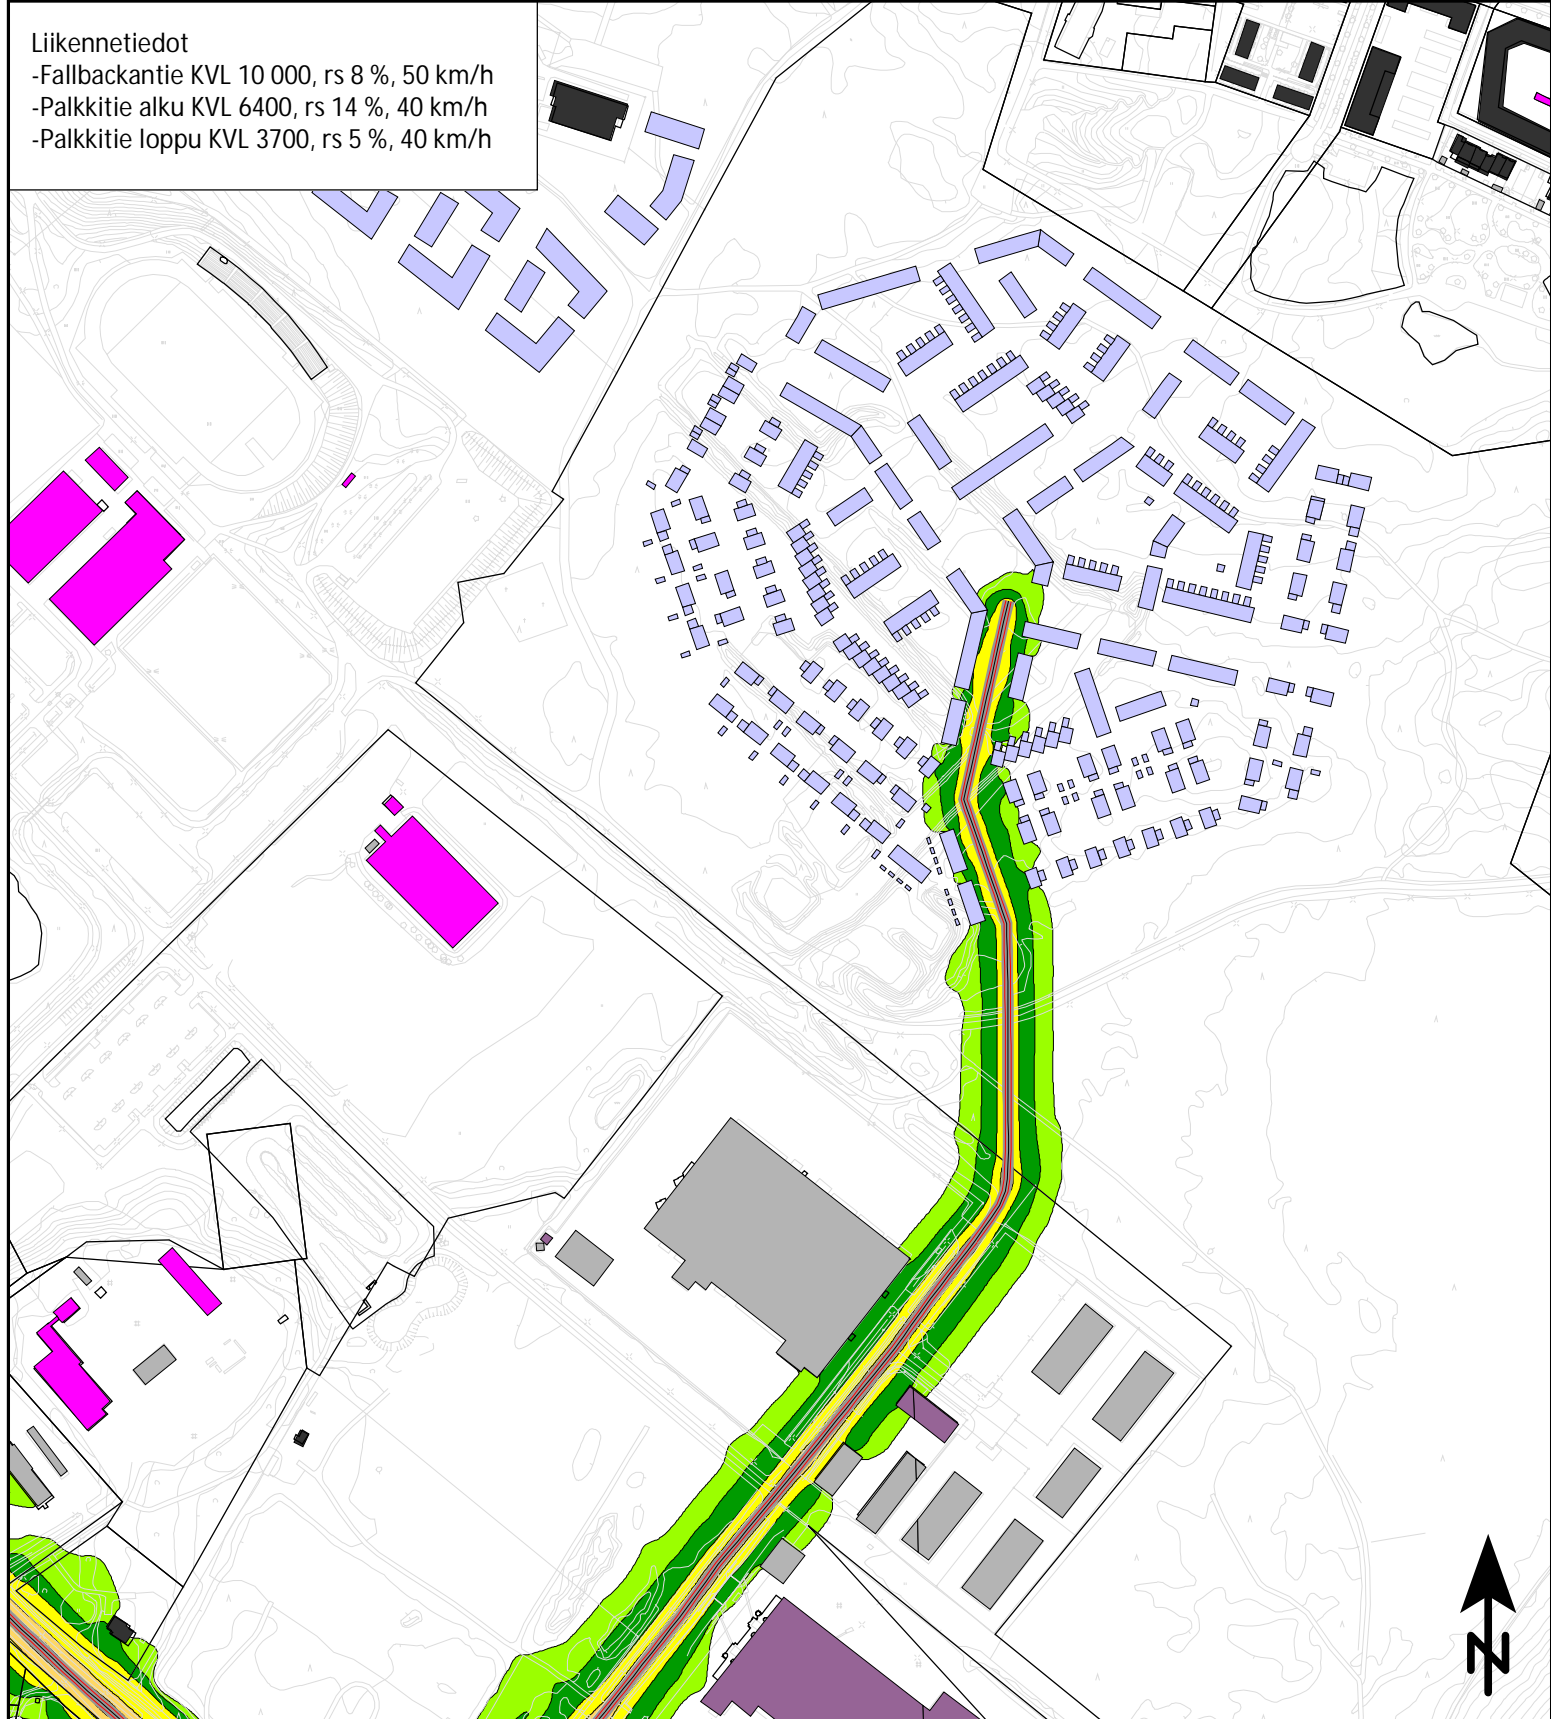 Liikennetiedot
-Fallbackantie KVL 10 000, rs 8 %, 50 km/h
-Palkkitie alku KVL 6400, rs 14 %, 40 km/h
-Palkkitie loppu KVL 3700, rs 5 %, 40 km/h
N